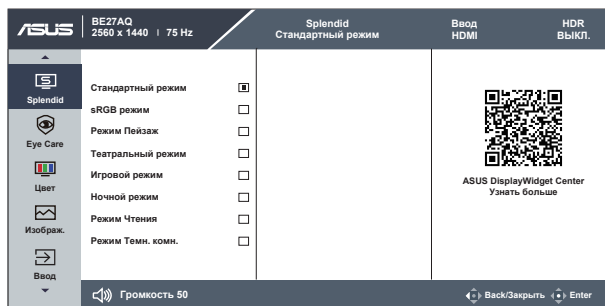 ASUS
BE27AQ
2560 x 1440 | 75 Hz
Splendid
Стандартный режим
Ввод
HDMI
HDR
ВЫКЛ.
Splendid
Eye Care
Цвет
Изображ.
Ввод
Стандартный режим
sRGB режим
Режим Пейзаж
Театральный режим
Игровой режим
Ночной режим
Режим Чтения
Режим Темн. комн.
ASUS DisplayWidget Center
Узнать больше
Громкость 50
Back/Закрыть
Enter